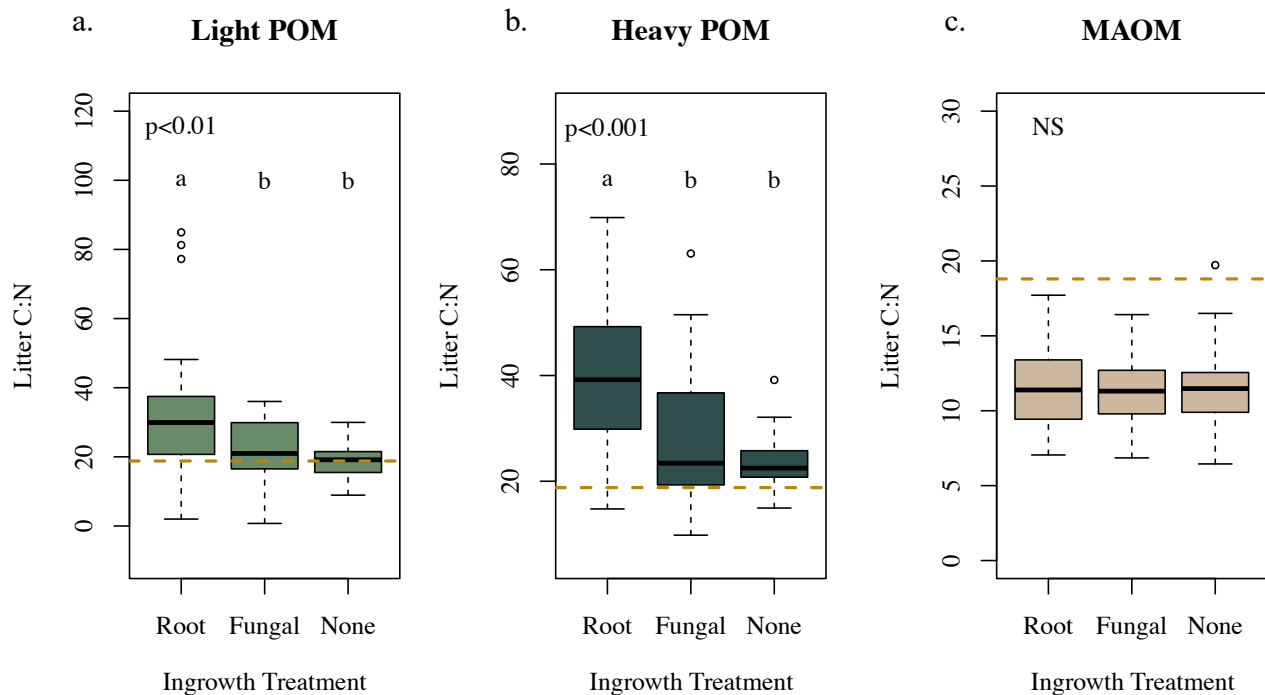 a.
Light POM
Litter C:N
120
100
80
60
40
20
0
p<0.01
a
b
b
Root
Fungal
None
Ingrowth Treatment
b.
Heavy POM
Litter C:N
80
60
40
20
p<0.001
a
b
b
Root
Fungal
None
Ingrowth Treatment
c.
MAOM
Litter C:N
30
25
20
15
10
5
0
NS
Root
Fungal
None
Ingrowth Treatment